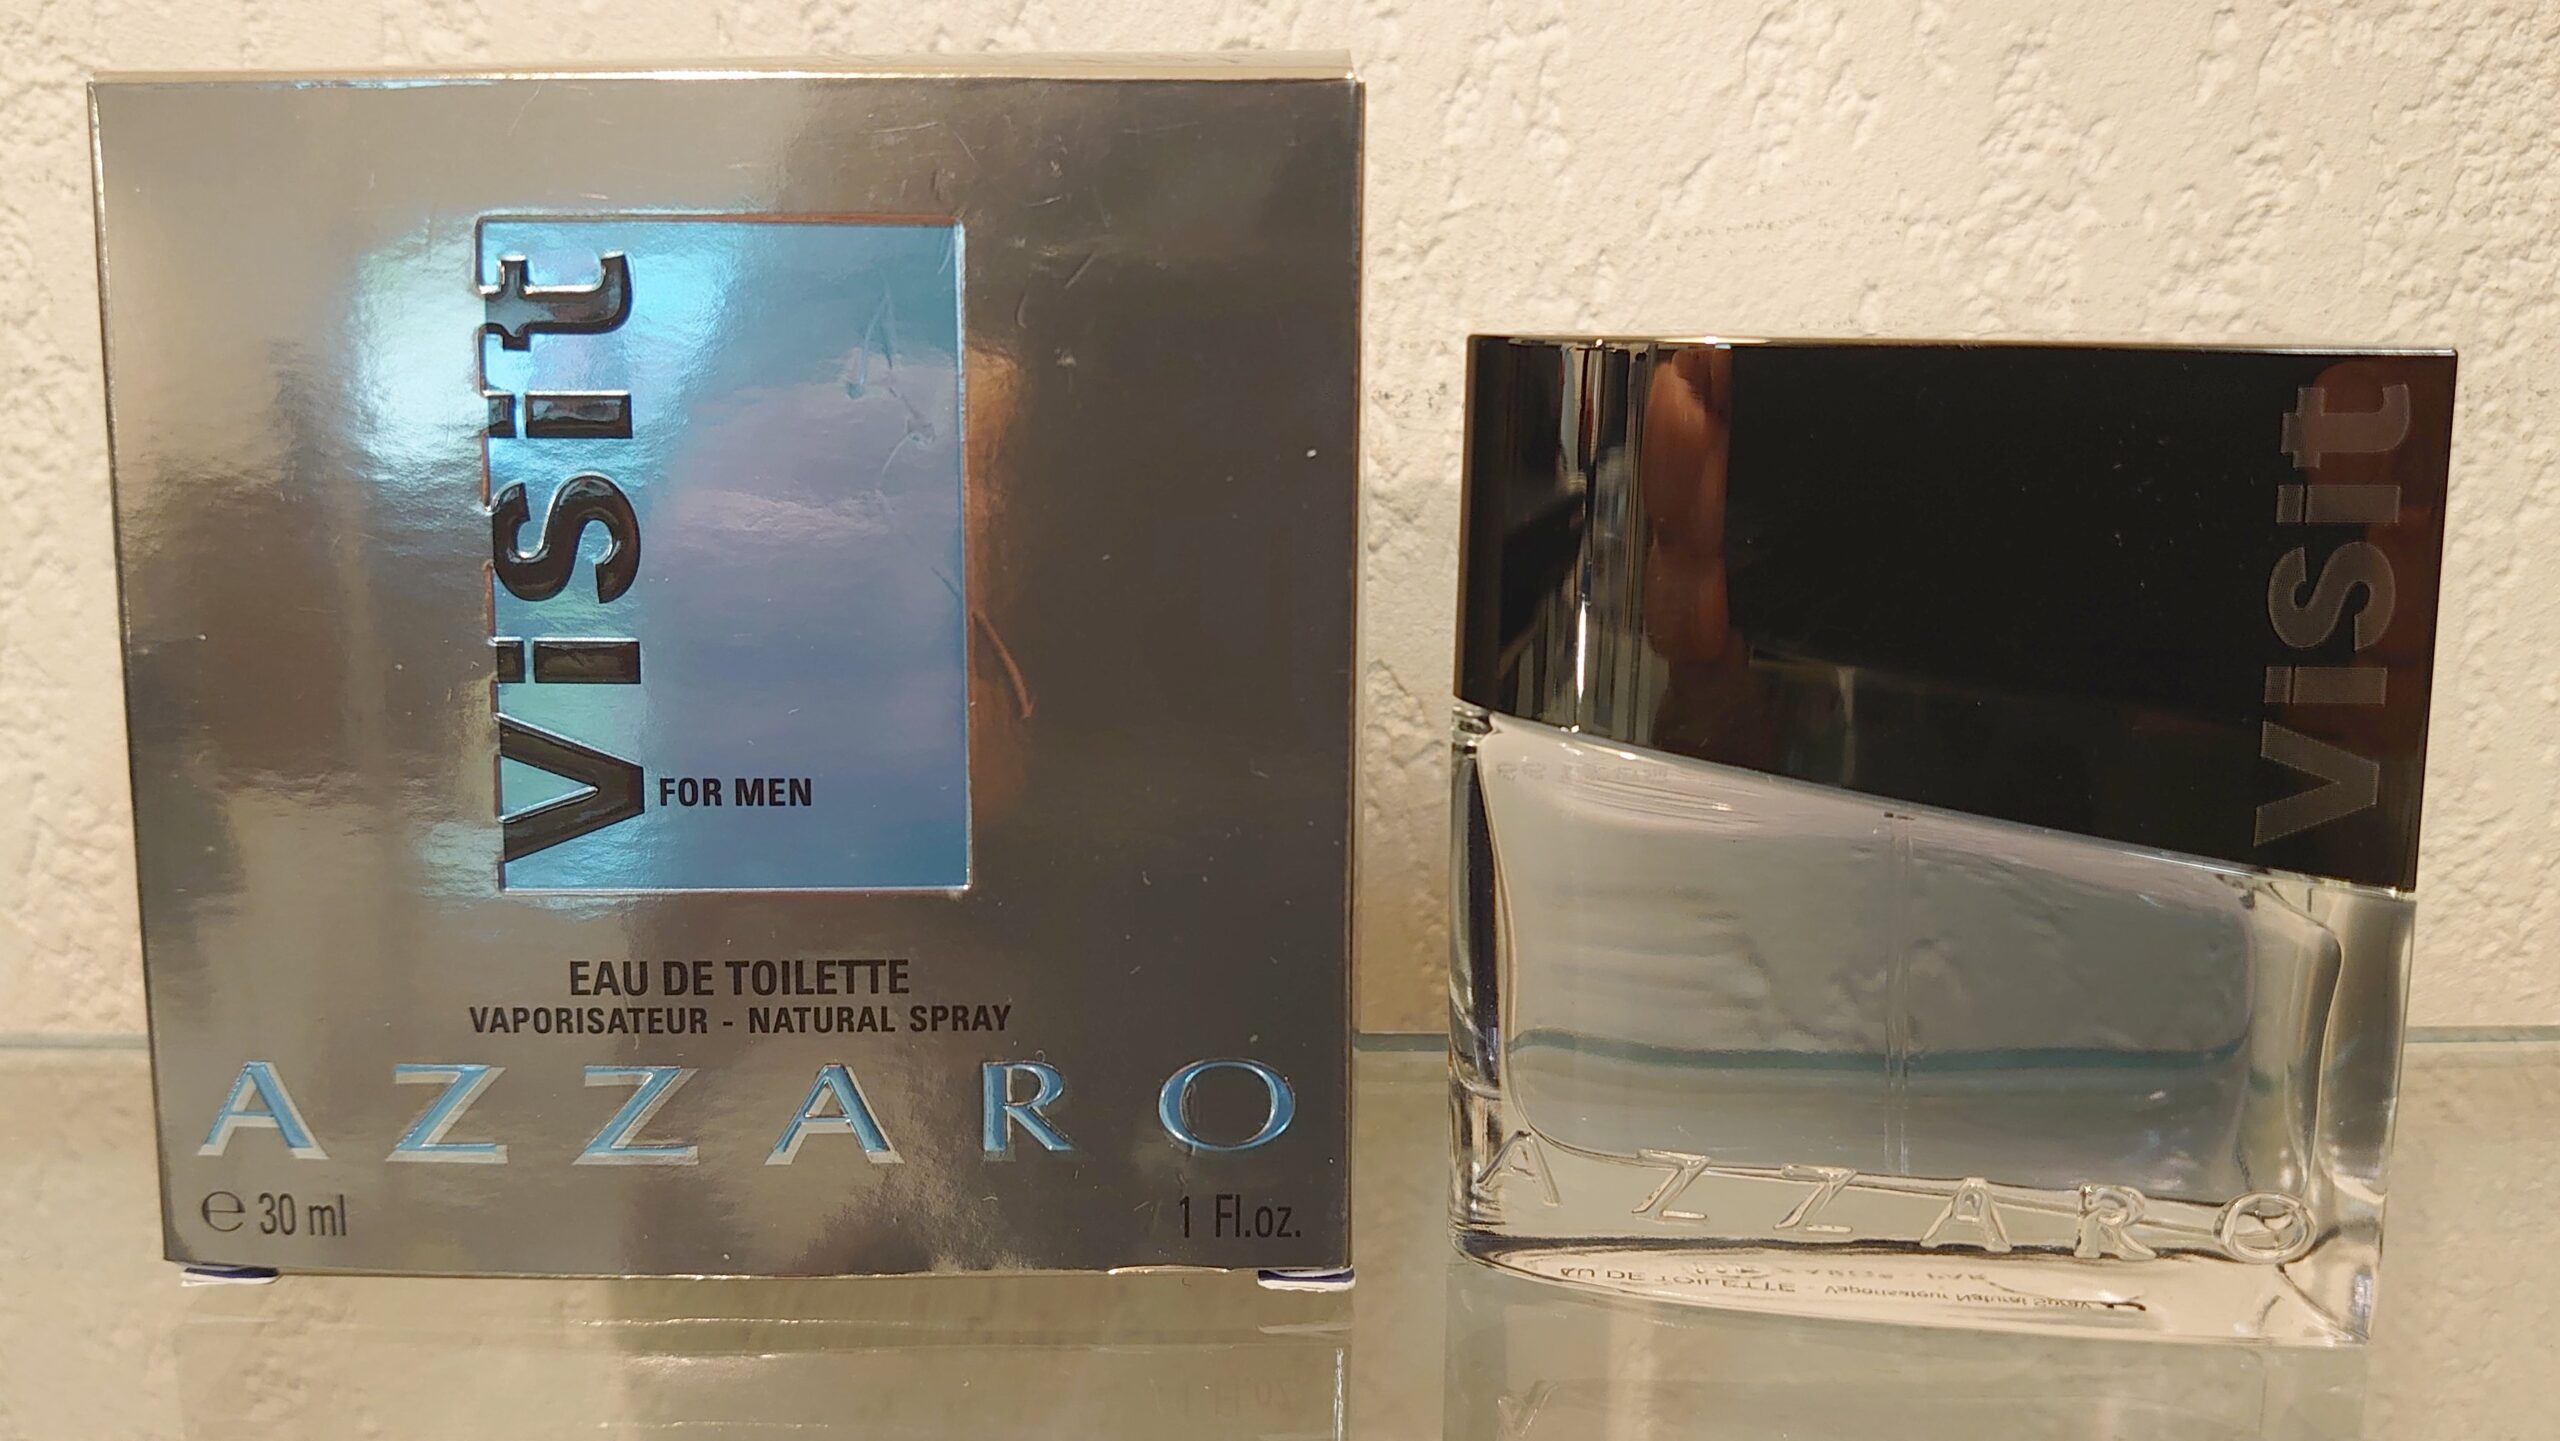 visit
FOR MEN
EAU DE TOILETTE
VAPORISATEUR - NATURAL SPRAY
AZZARO
℮ 30 ml
1 Fl.oz.
visit
AZZARO
AU DE TOILETTE - Vaporisateur Natural Spray